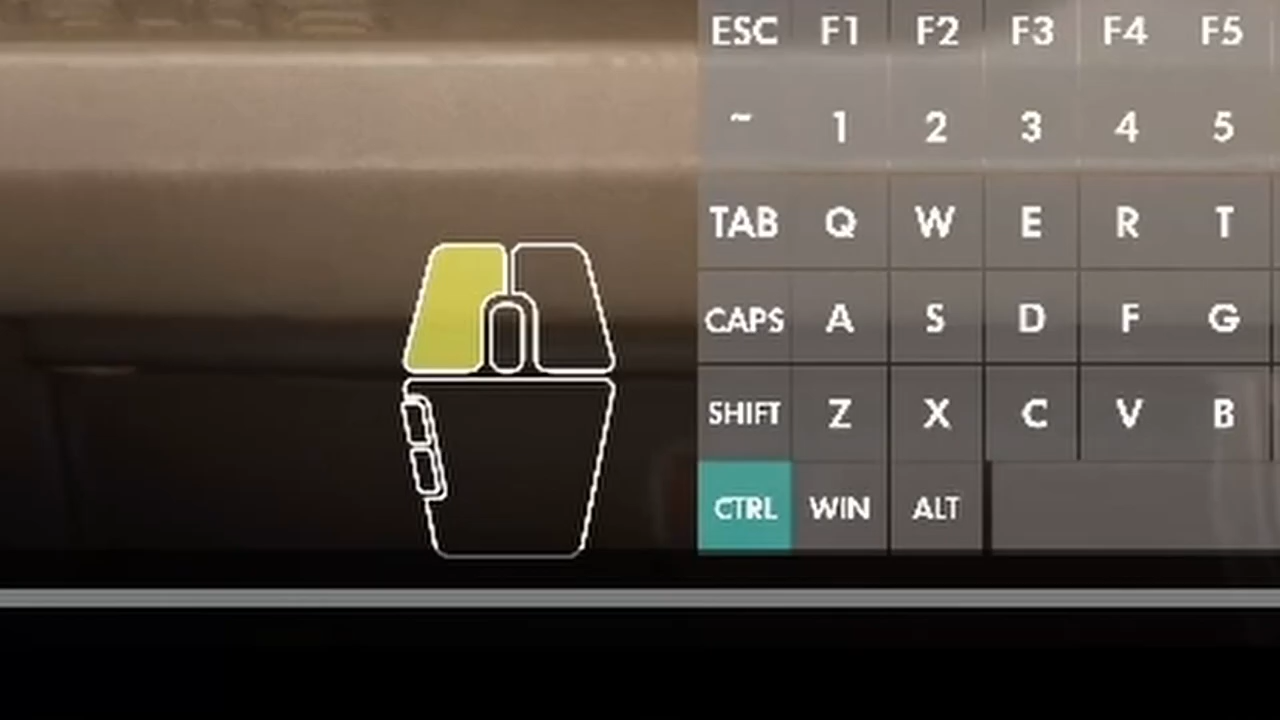 ESC F1 F2 F3 F4 F5
~ 1 2 3 4 5
TAB Q W E R T
CAPS A S D F G
SHIFT Z X C V B
CTRL WIN ALT